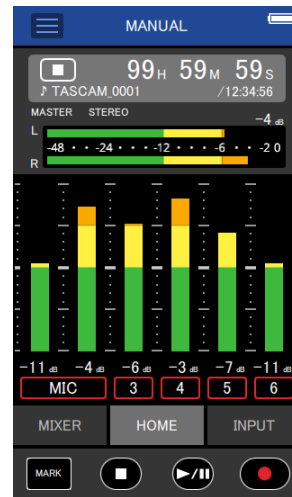 MANUAL
99H 59M 59S
♪ TASCAM_0001 /12:34:56
MASTER STEREO -4 dB
L
-48 · · -24 · · · -12 · · · -6 · · -2 0
R
-11 dB -4 dB -6 dB -3 dB -7 dB -11 dB
MIC 3 4 5 6
MIXER HOME INPUT
MARK